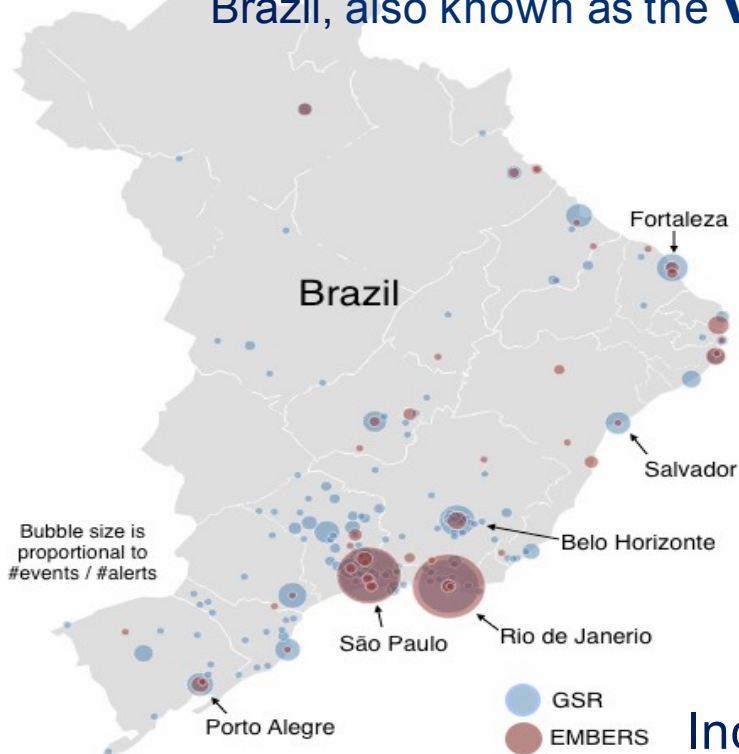 Brazil, also known as the
Fortaleza
Brazil
Salvador
Bubble size is
proportional to
#events / #alerts
Belo Horizonte
São Paulo
Rio de Janerio
Porto Alegre
GSR
EMBERS